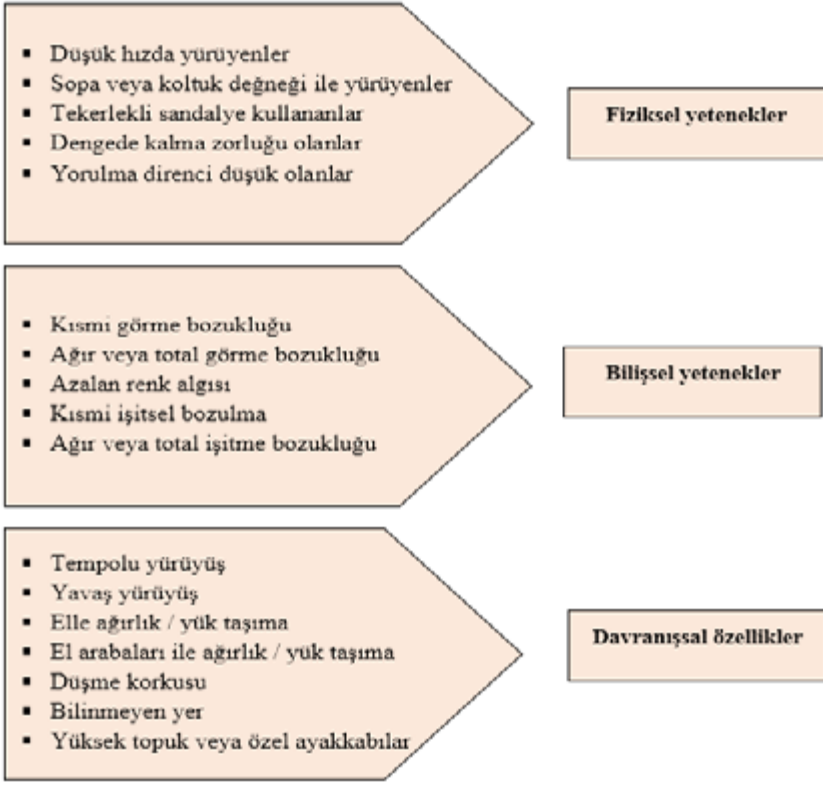 ▪ Düşük hızda yürüyenler
▪ Sopa veya koltuk değneği ile yürüyenler
▪ Tekerlekli sandalye kullananlar
▪ Dengede kalma zorluğu olanlar
▪ Yorulma direnci düşük olanlar
Fiziksel yetenekler
▪ Kısmi görme bozukluğu
▪ Ağır veya total görme bozukluğu
▪ Azalan renk algısı
▪ Kısmi işitsel bozulma
▪ Ağır veya total işitme bozukluğu
Bilişsel yetenekler
▪ Tempolu yürüyüş
▪ Yavaş yürüyüş
▪ Elle ağırlık / yük taşıma
▪ El arabaları ile ağırlık / yük taşıma
▪ Düşme korkusu
▪ Bilinmeyen yer
▪ Yüksek topuk veya özel ayakkabılar
Davranışsal özellikler